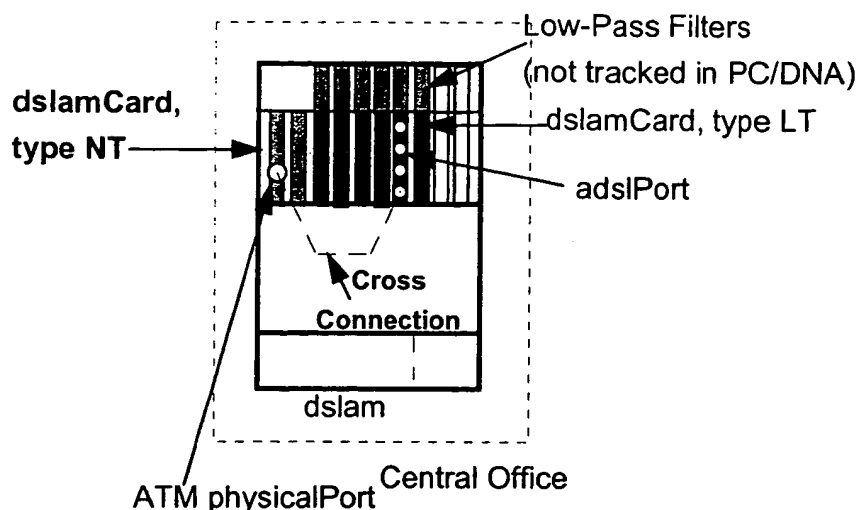 Low-Pass Filters
(not tracked in PC/DNA)
dslamCard,
type NT
dslamCard, type LT
adslPort
Cross
Connection
dslam
Central Office
ATM physicalPort